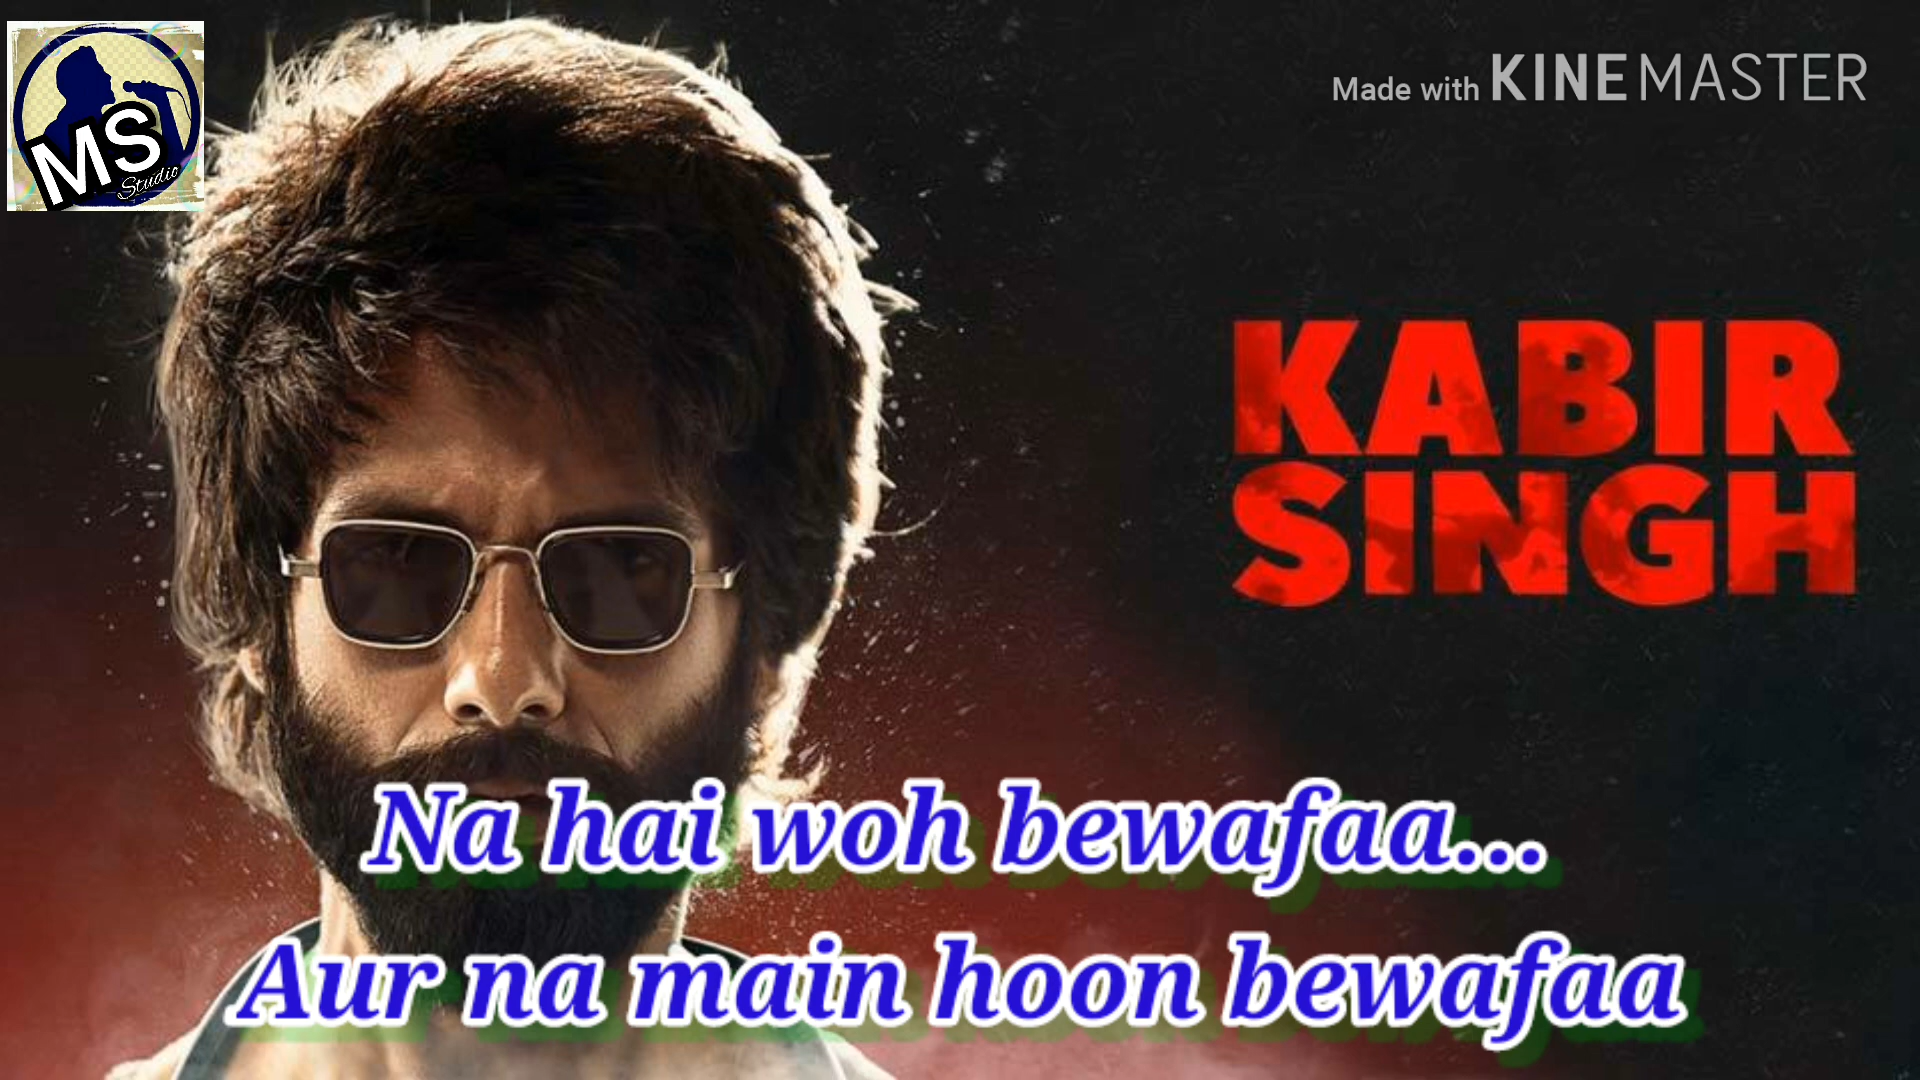 MS
Studio
Made with KINEMASTER
KABIR
SINGH
Na hai woh bewafaa...
Aur na main hoon bewafaa